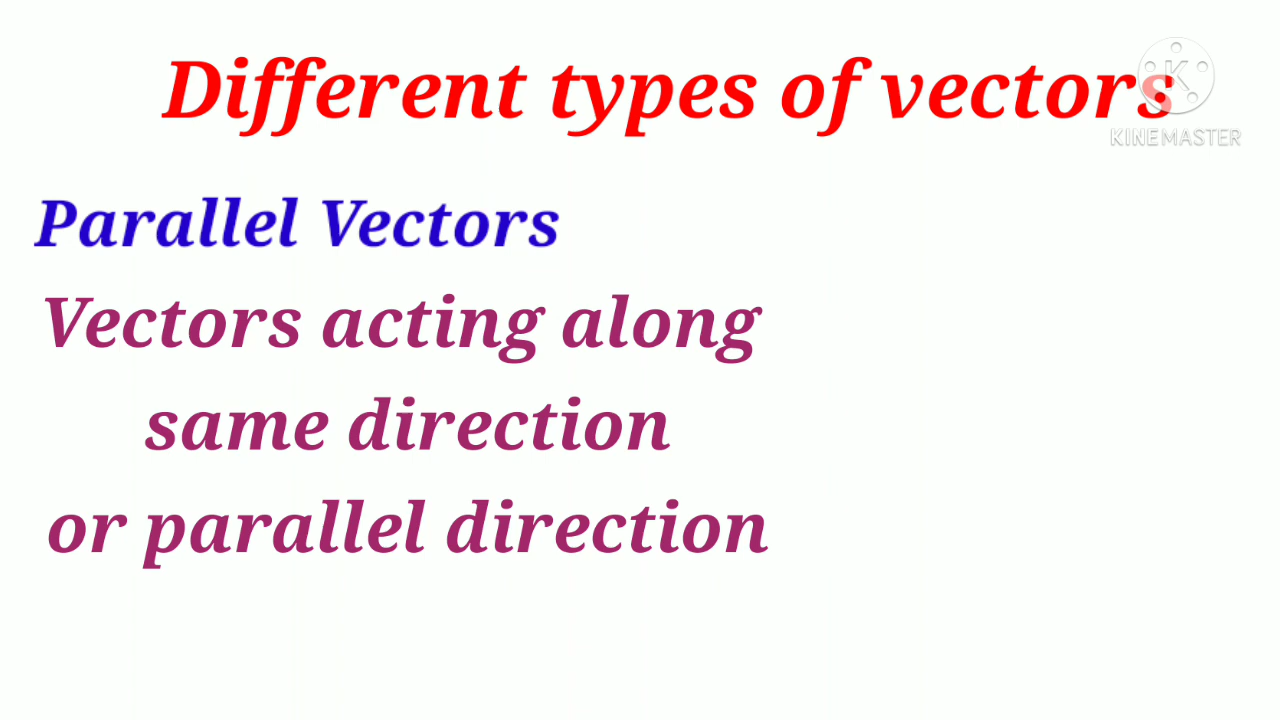 Different types of vectors
KINEMASTER
Parallel Vectors
Vectors acting along
same direction
or parallel direction